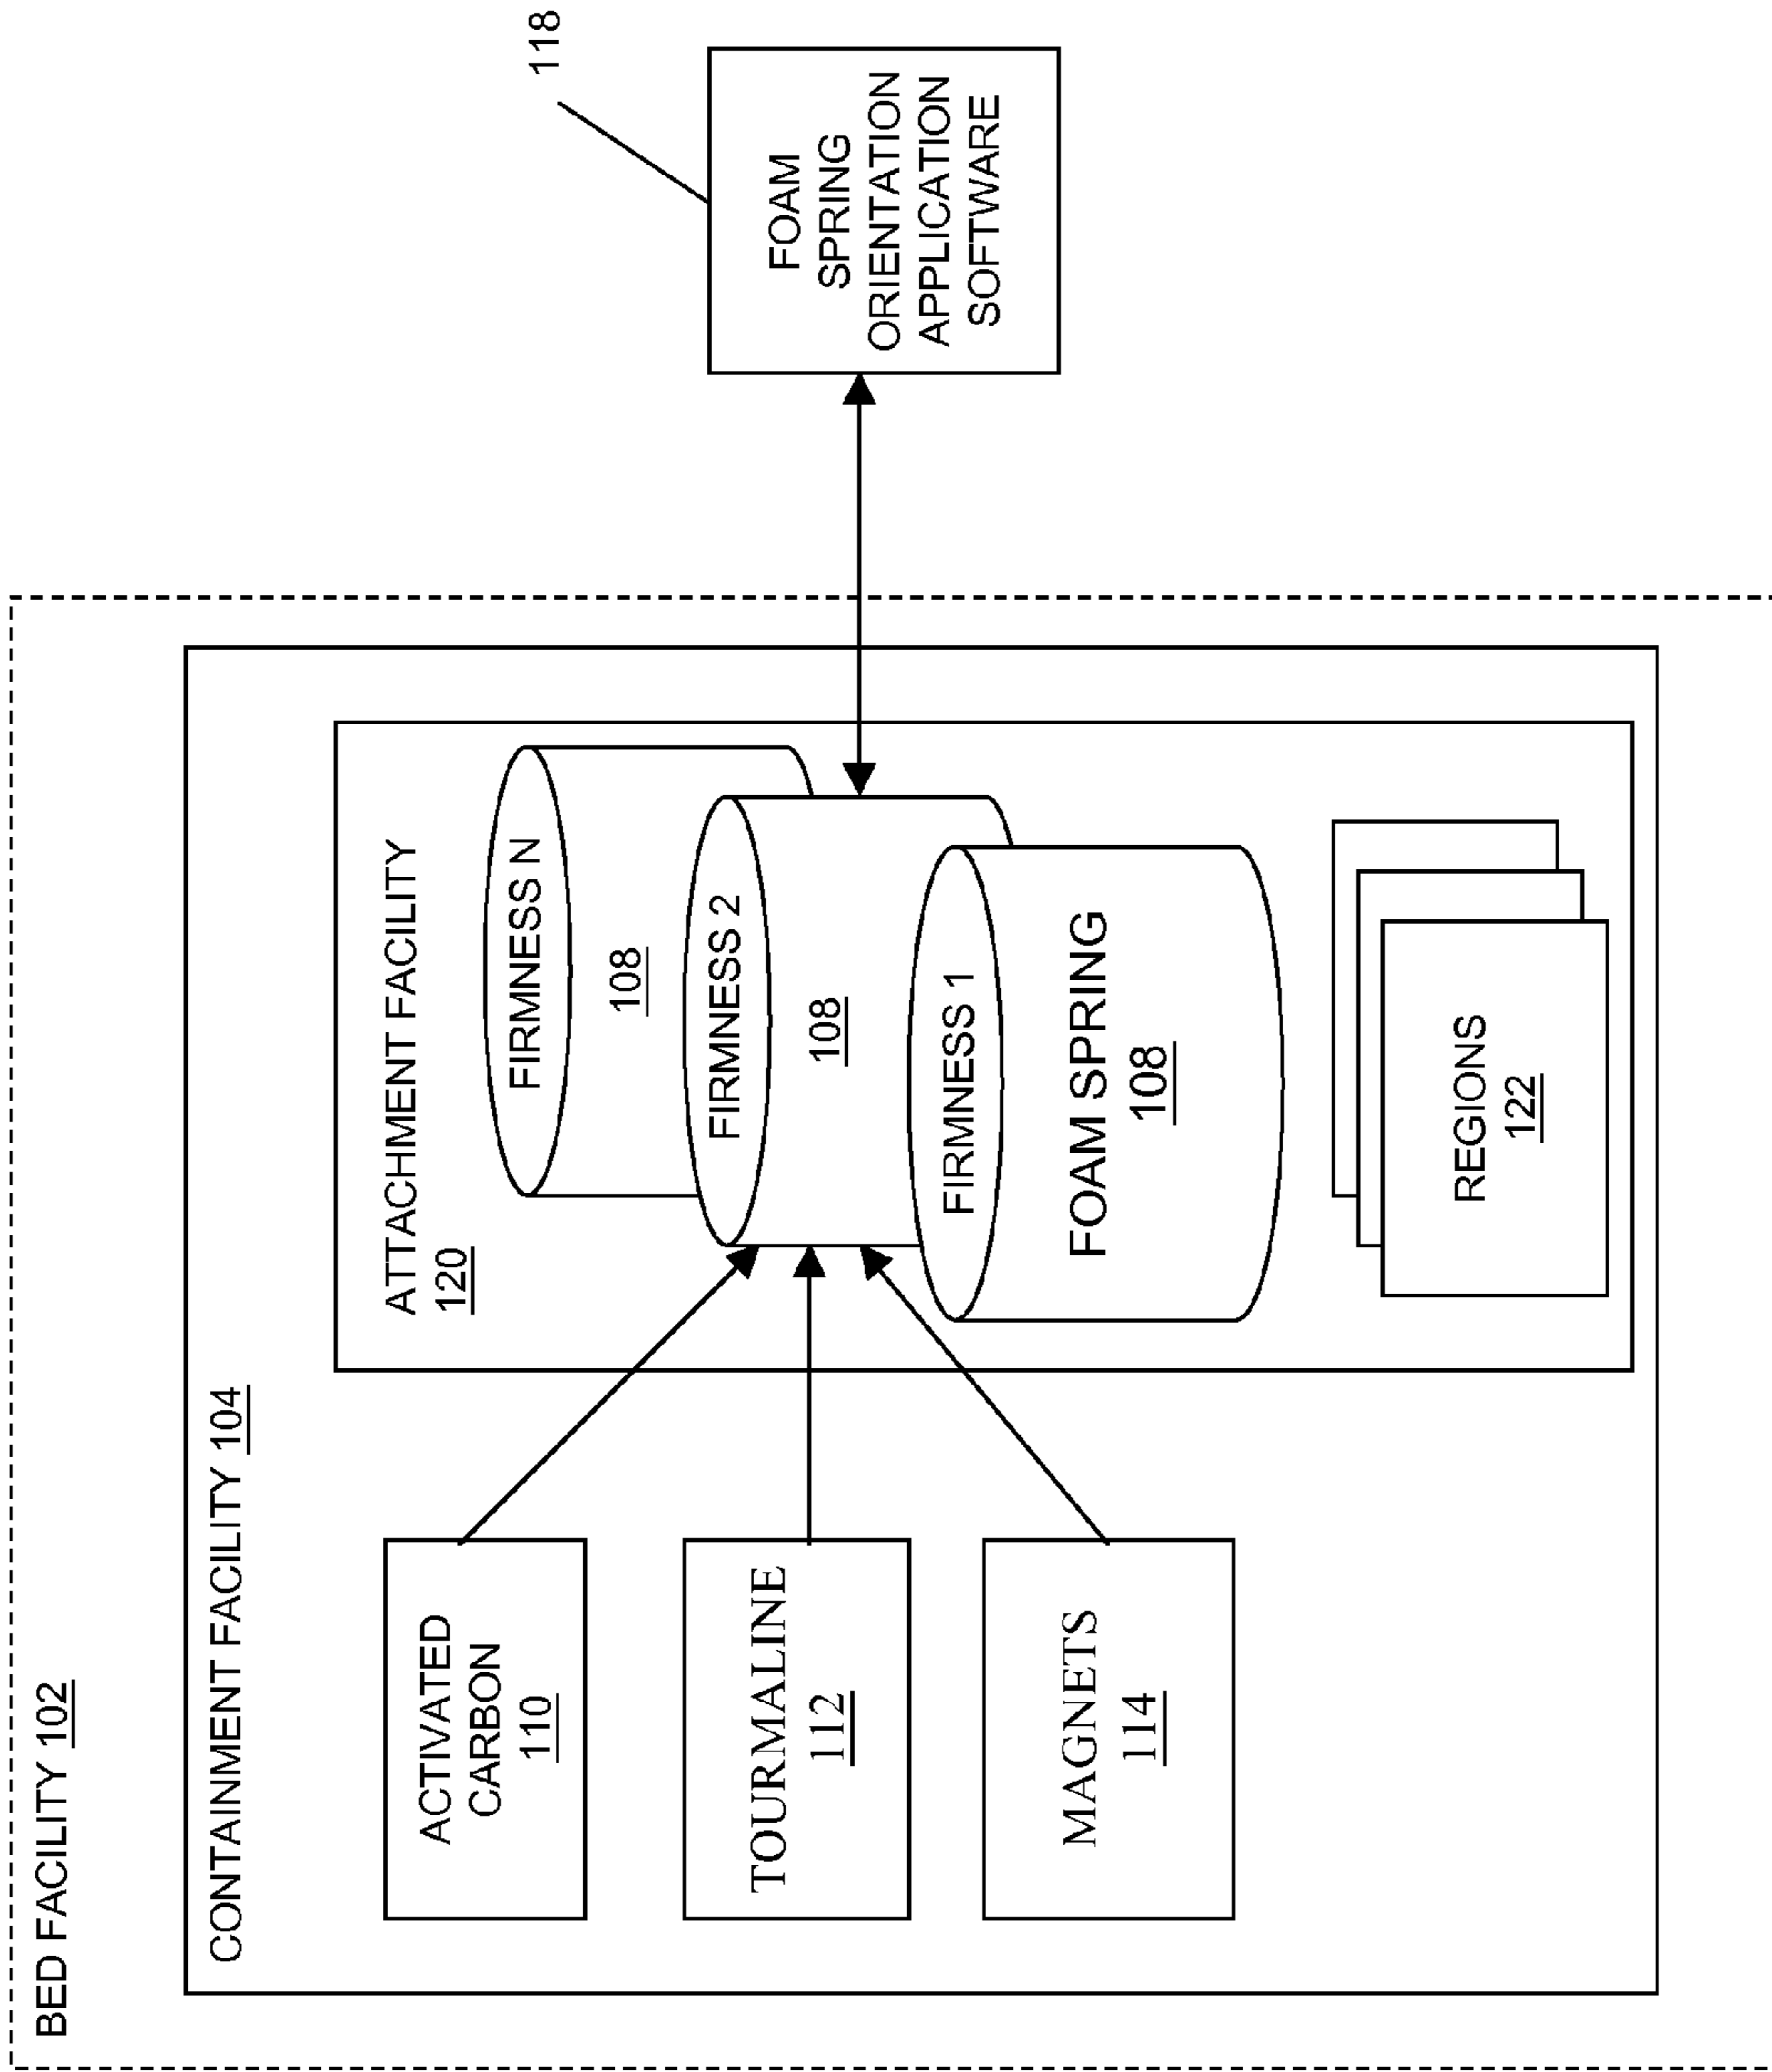 BED FACILITY 102
CONTAINMENT FACILITY 104
ACTIVATED
CARBON
110
TOURMALINE
112
MAGNETS
114
ATTACHMENT FACILITY
120
FIRMNESS N
108
FIRMNESS 2
108
FIRMNESS 1
FOAM SPRING
108
REGIONS
122
118
FOAM
SPRING
ORIENTATION
APPLICATION
SOFTWARE